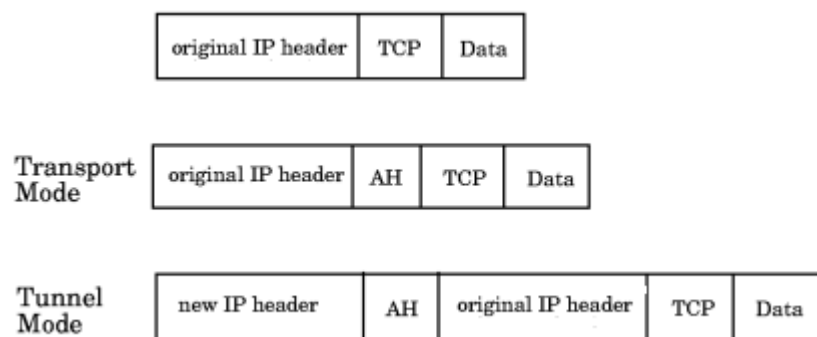 original IP header TCP Data
Transport Mode original IP header AH TCP Data
Tunnel Mode new IP header AH original IP header TCP Data